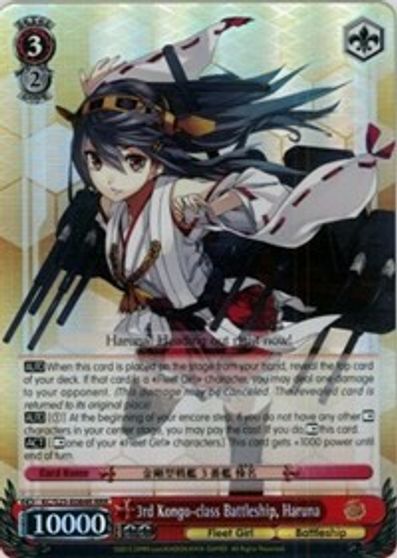 3
2
Haruna! Heading out right now!
AUTO When this card is placed on the stage from your hand, reveal the top card
of your deck. If that card is a «Fleet Girl» character, you may deal one damage
to your opponent. (This damage may be Canceled. The revealed card is
returned to its original place)
AUTO [(1)] At the beginning of your encore step, if you do not have any other
characters in your center stage, you may pay the cost. If you do, this card.
ACT [one of your «Fleet Girl» characters] This card gets +1000 power until
end of turn.
Card Name 金剛型戦艦 3番艦 榛名
10000
3rd Kongo-class Battleship, Haruna
Fleet Girl Battleship